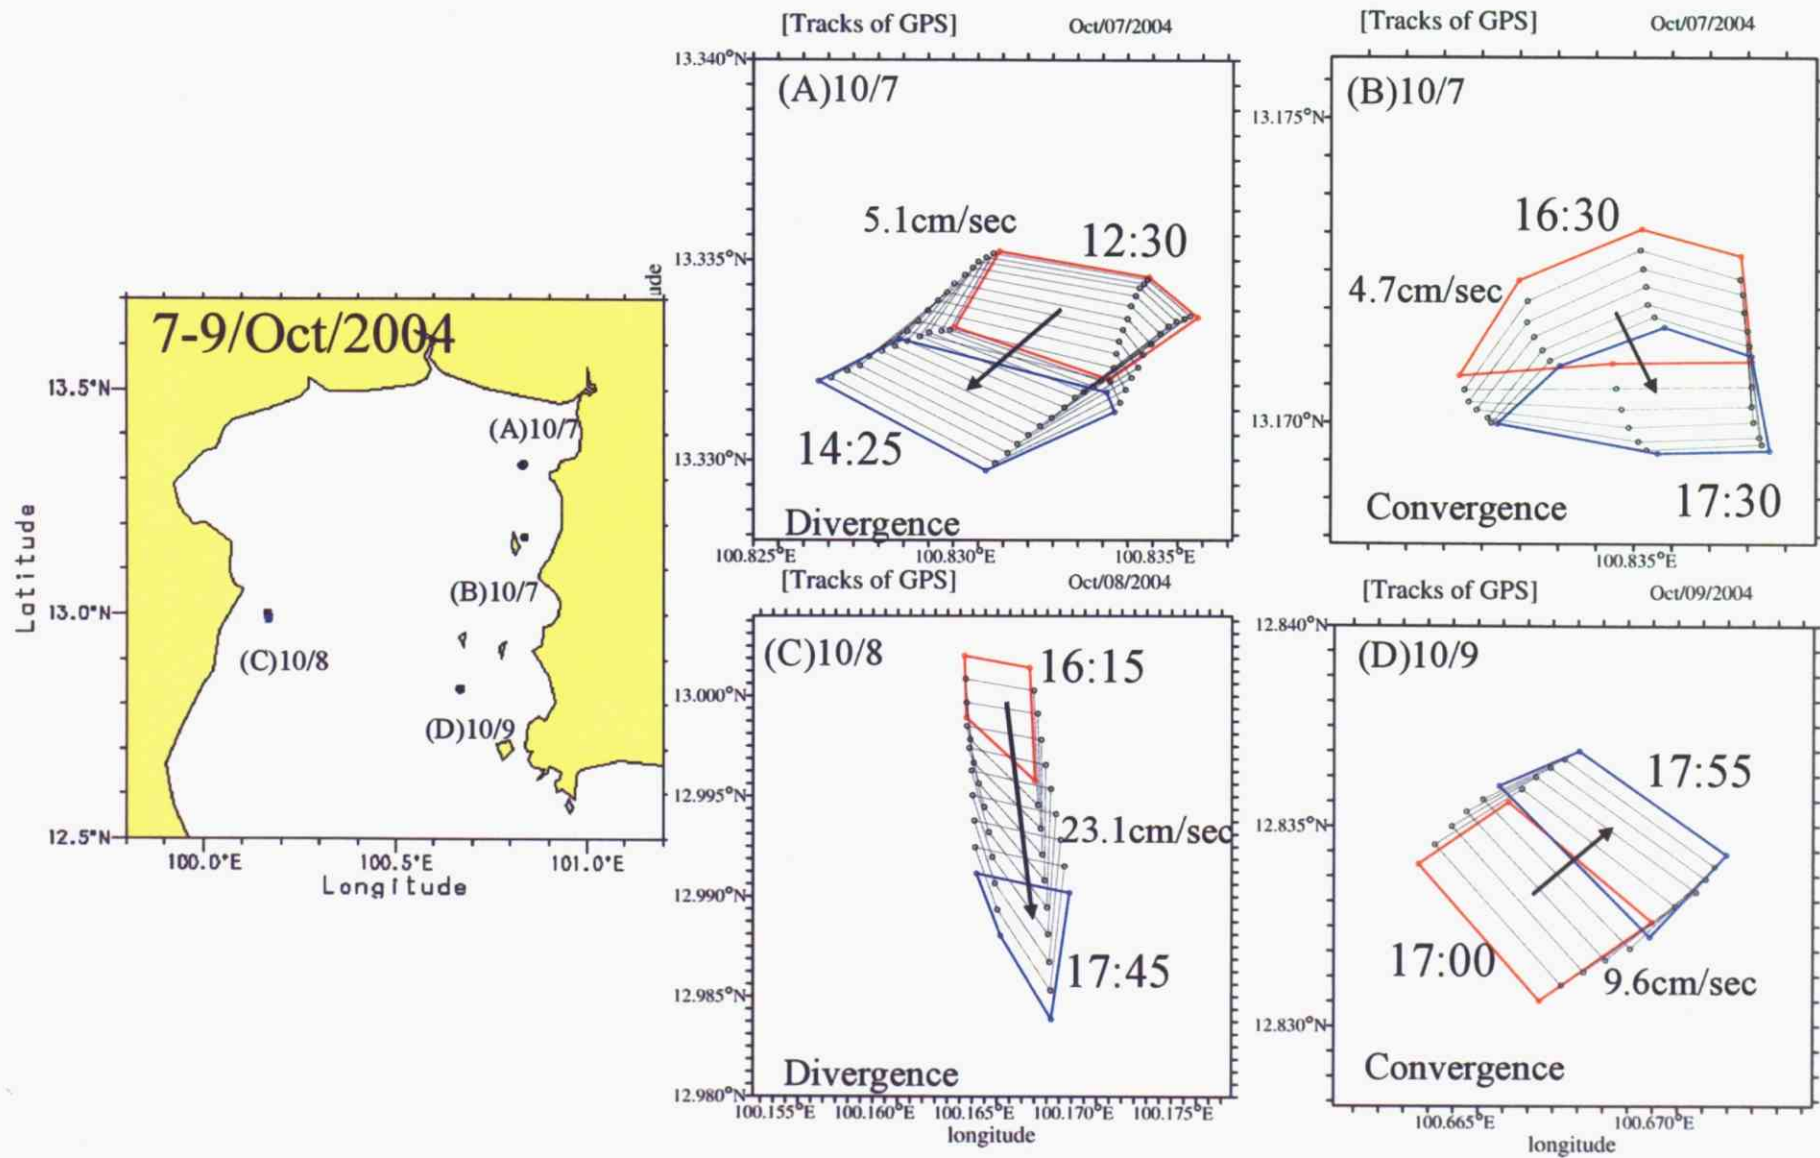 7-9/Oct/2004
ude
Latitude
13.5°N
13.0°N
12.5°N
(A)10/7
(B)10/7
(C)10/8
(D)10/9
100.0°E
100.5°E
101.0°E
Longitude
[Tracks of GPS]
Oct/07/2004
13.340°N
13.335°N
13.330°N
(A)10/7
5.1cm/sec
12:30
14:25
Divergence
100.825°E
100.830°E
100.835°E
[Tracks of GPS]
Oct/07/2004
13.175°N
13.170°N
(B)10/7
16:30
4.7cm/sec
Convergence
17:30
100.835°E
[Tracks of GPS]
Oct/08/2004
(C)10/8
16:15
13.000°N
12.995°N
12.990°N
12.985°N
12.980°N
23.1cm/sec
17:45
Divergence
100.155°E
100.160°E
100.165°E
100.170°E
100.175°E
longitude
[Tracks of GPS]
Oct/09/2004
12.840°N
12.835°N
12.830°N
(D)10/9
17:55
17:00
9.6cm/sec
Convergence
100.665°E
100.670°E
longitude